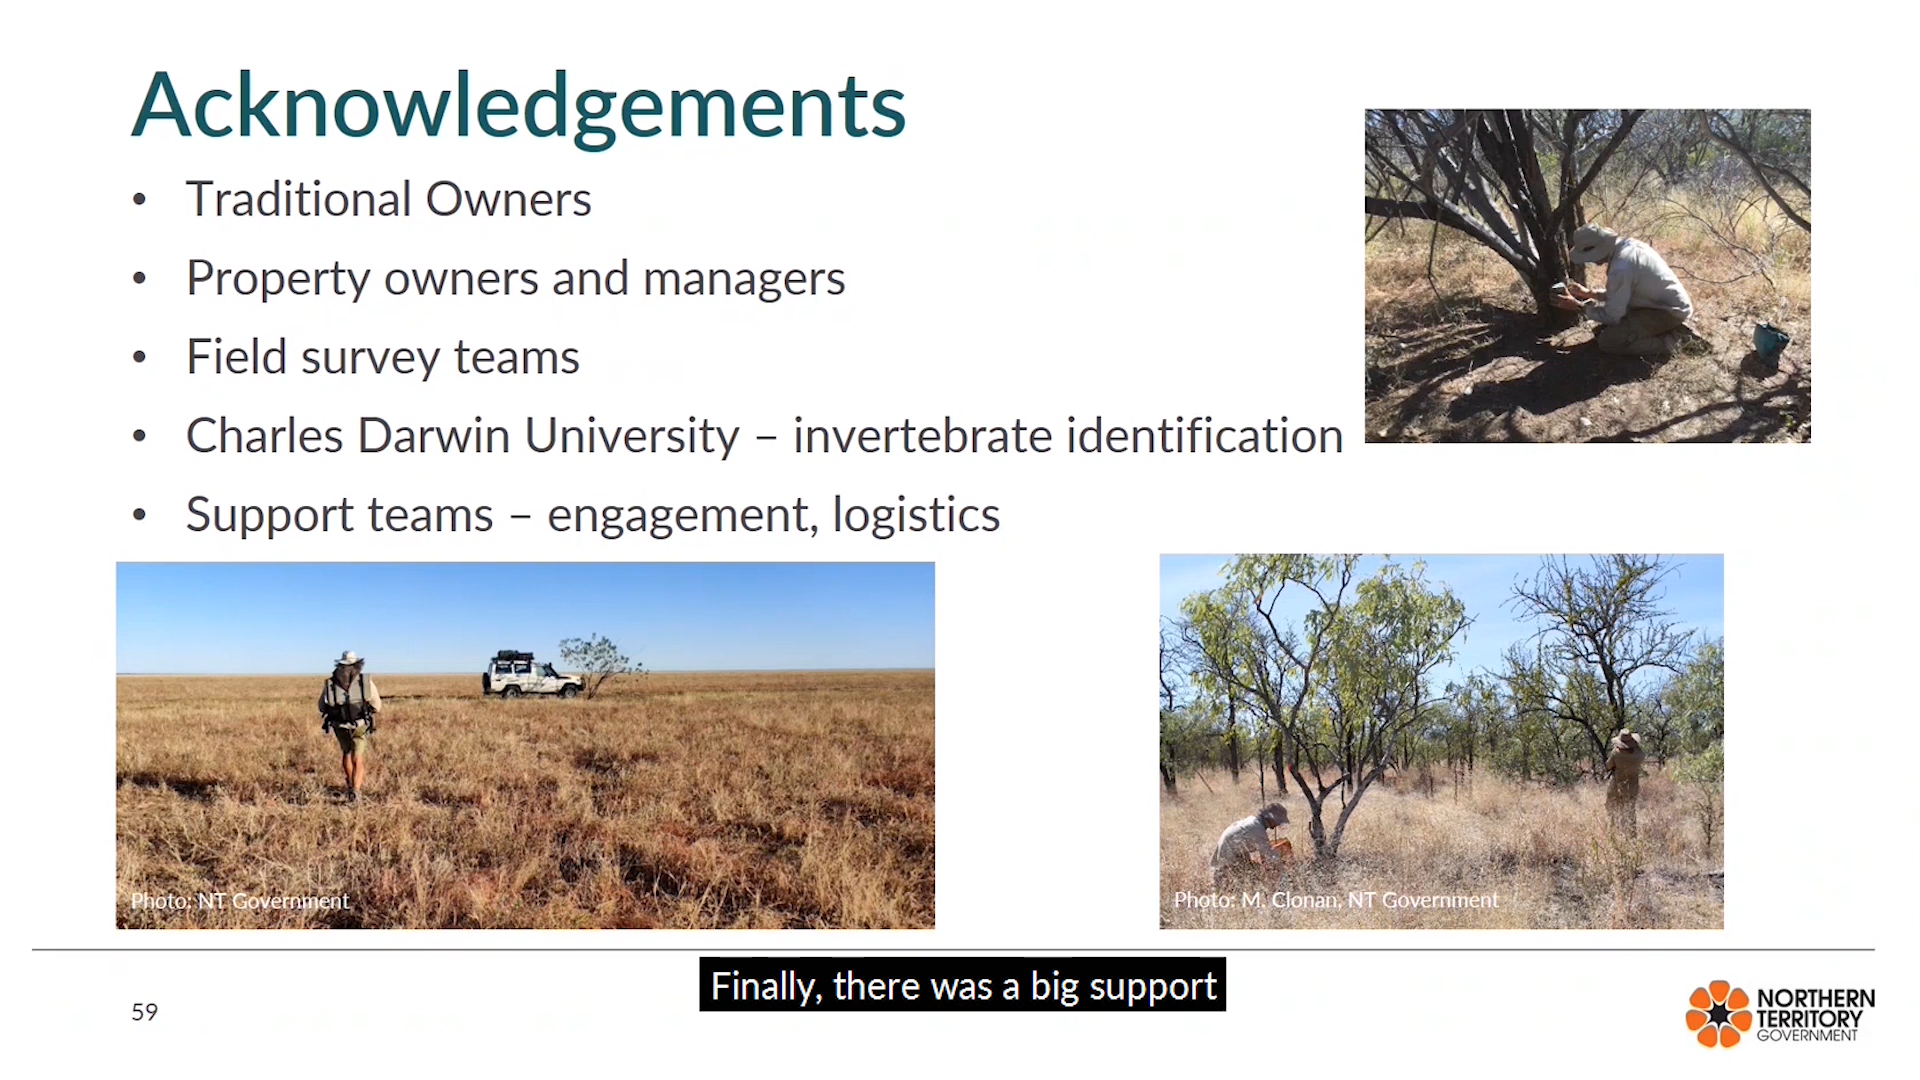 Acknowledgements
• Traditional Owners
• Property owners and managers
• Field survey teams
• Charles Darwin University – invertebrate identification
• Support teams – engagement, logistics
Photo: NT Government
Photo: M. Clonan, NT Government
Finally, there was a big support
59
NORTHERN
TERRITORY
GOVERNMENT